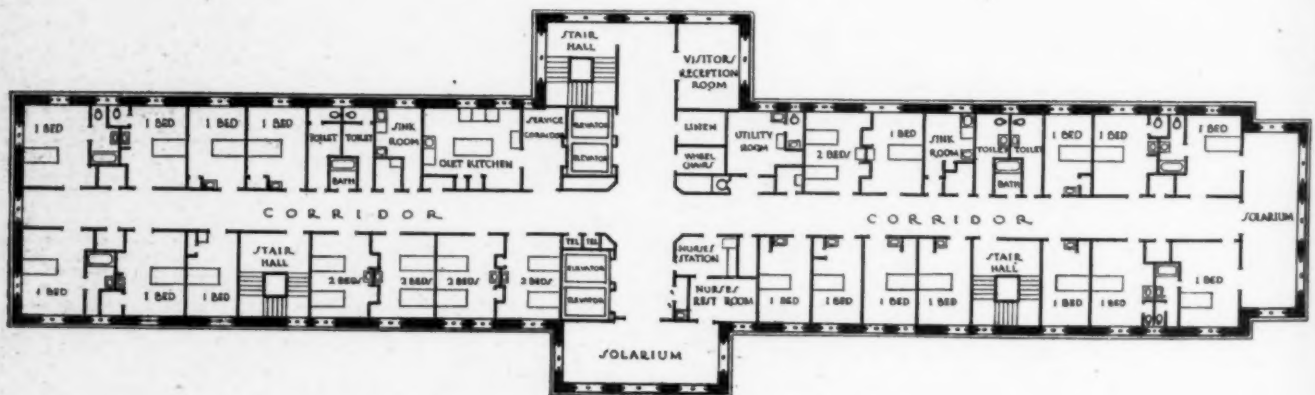 STAIR
HALL
VISITORS
RECEPTION
ROOM
1 BED
1 BED
1 BED
1 BED
TOILET
TOILET
BATH
SINK
ROOM
DIET KITCHEN
SERVICE
CORRIDOR
ELEVATOR
ELEVATOR
LINEN
WHEEL
CHAIRS
UTILITY
ROOM
2 BEDS
1 BED
SINK
ROOM
TOILET
TOILET
BATH
1 BED
1 BED
1 BED
CORRIDOR
CORRIDOR
SOLARIUM
1 BED
1 BED
1 BED
STAIR
HALL
2 BEDS
2 BEDS
2 BEDS
2 BEDS
TEL
TEL
ELEVATOR
ELEVATOR
NURSES
STATION
NURSES
REST ROOM
1 BED
1 BED
1 BED
1 BED
STAIR
HALL
1 BED
1 BED
1 BED
SOLARIUM